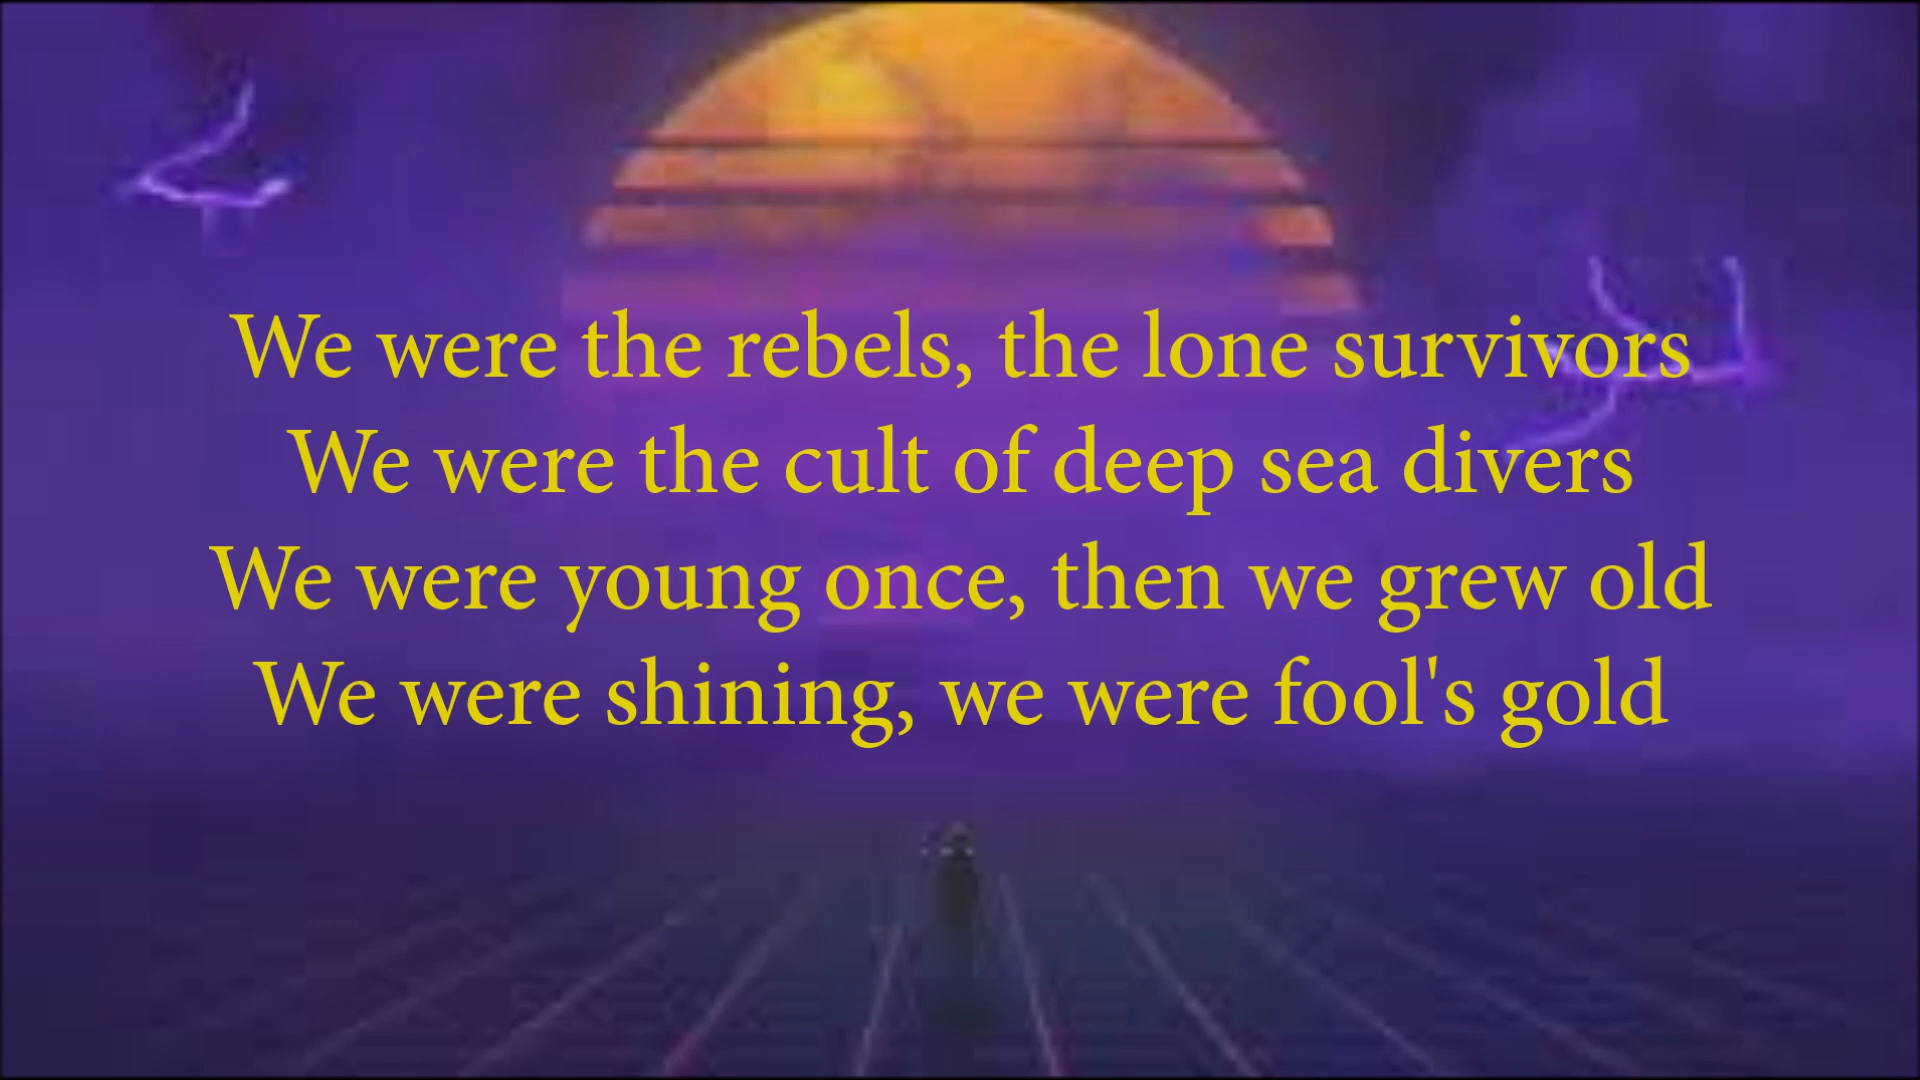 We were the rebels, the lone survivors
We were the cult of deep sea divers
We were young once, then we grew old
We were shining, we were fool's gold